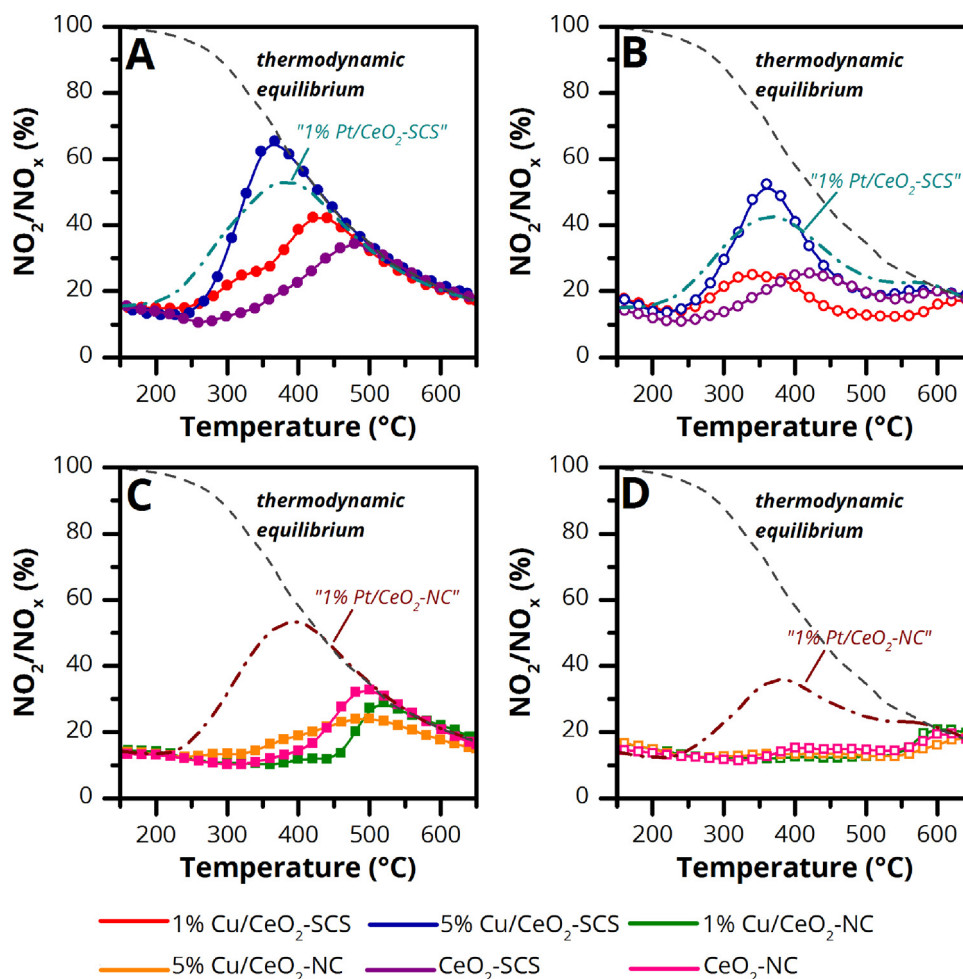 A
thermodynamic
equilibrium
"1% Pt/CeO₂-SCS"
NO₂/NOₓ (%)
100
80
60
40
20
0
200 300 400 500 600
Temperature (°C)
B
thermodynamic
equilibrium
"1% Pt/CeO₂-SCS"
NO₂/NOₓ (%)
100
80
60
40
20
0
200 300 400 500 600
Temperature (°C)
C
thermodynamic
equilibrium
"1% Pt/CeO₂-NC"
NO₂/NOₓ (%)
100
80
60
40
20
0
200 300 400 500 600
Temperature (°C)
D
thermodynamic
equilibrium
"1% Pt/CeO₂-NC"
NO₂/NOₓ (%)
100
80
60
40
20
0
200 300 400 500 600
Temperature (°C)
1% Cu/CeO₂-SCS 5% Cu/CeO₂-SCS 1% Cu/CeO₂-NC
5% Cu/CeO₂-NC CeO₂-SCS CeO₂-NC